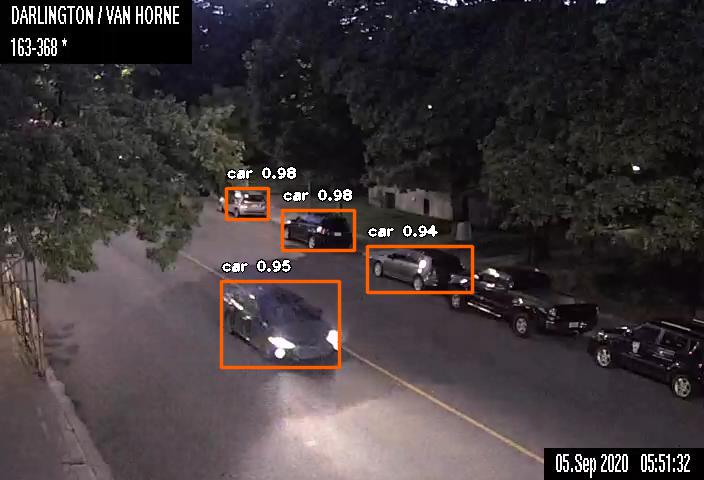 DARLINGTON / VAN HORNE
163-368 *
car 0.98
car 0.98
car 0.94
car 0.95
05.Sep 2020 05:51:32